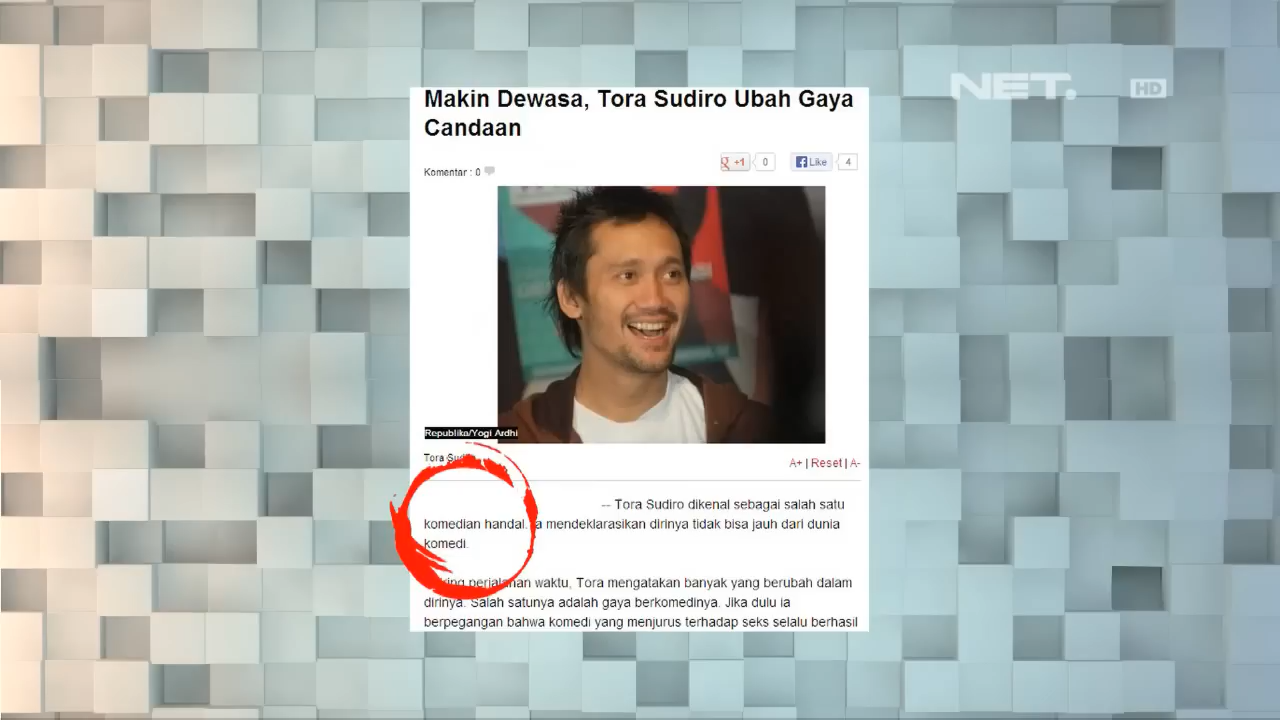 NET.
HD
Makin Dewasa, Tora Sudiro Ubah Gaya
Candaan
Komentar : 0
+1 0 Like 4
Republika/Yogi Ardhi
Tora
A+ | Reset | A-
-- Tora Sudiro dikenal sebagai salah satu
komedian handal. mendeklarasikan dirinya tidak bisa jauh dari dunia
komedi.
perjalanan waktu, Tora mengatakan banyak yang berubah dalam
dirinya. Salah satunya adalah gaya berkomedinya. Jika dulu ia
berpegangan bahwa komedi yang menjurus terhadap seks selalu berhasil